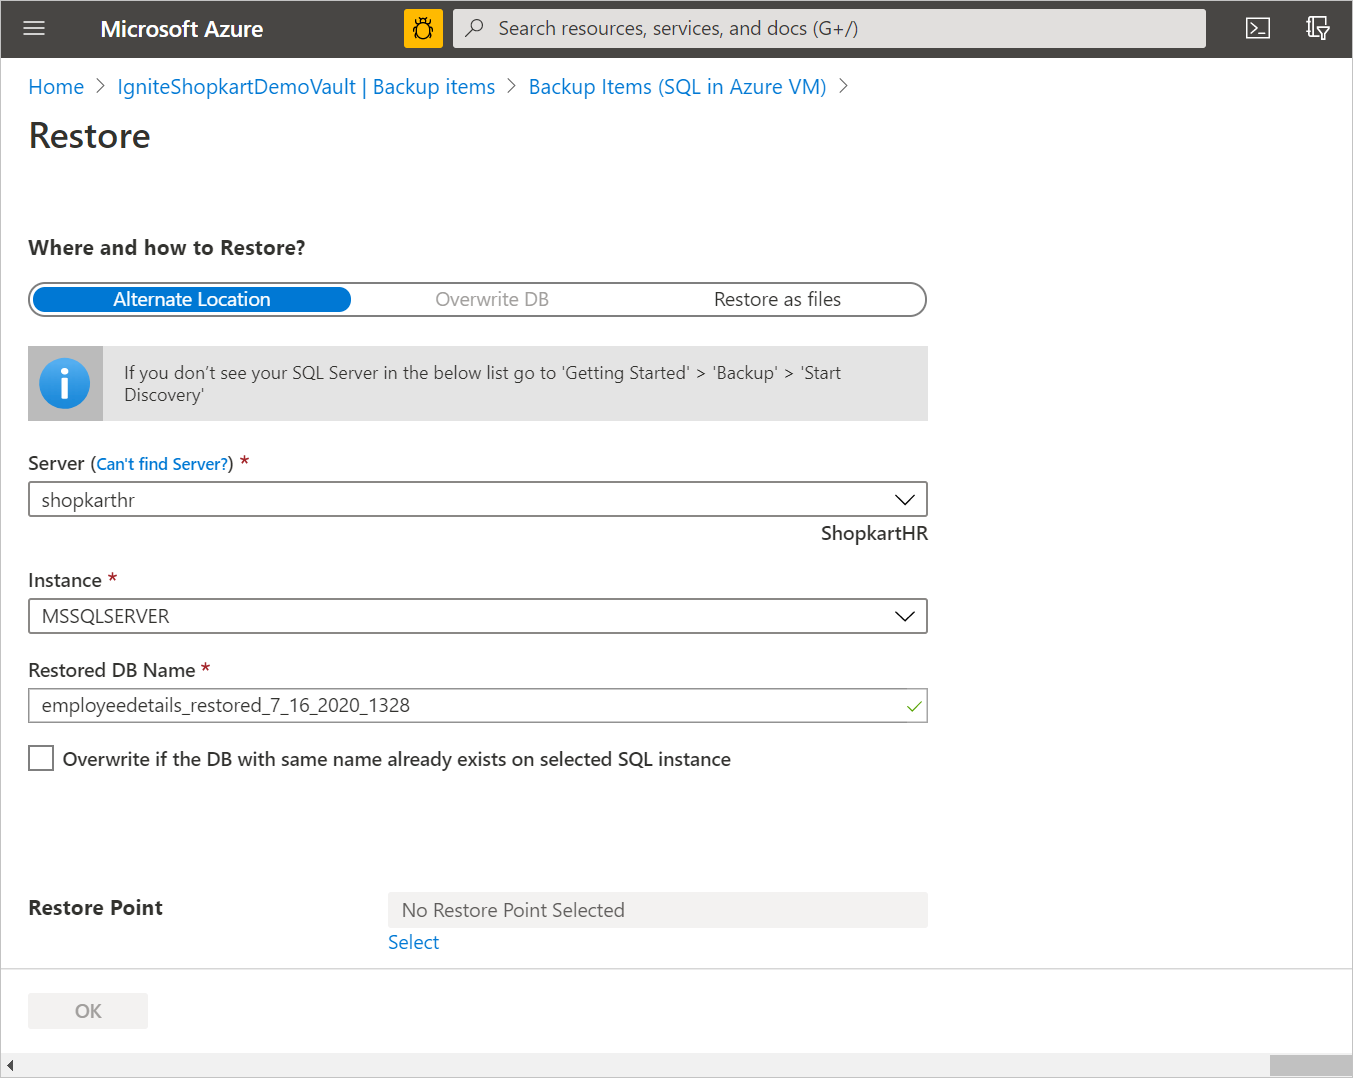 Microsoft Azure
Search resources, services, and docs (G+/)
Home > IgniteShopkartDemoVault | Backup items > Backup Items (SQL in Azure VM) >
Restore
Where and how to Restore?
Alternate Location Overwrite DB Restore as files
If you don’t see your SQL Server in the below list go to 'Getting Started' > 'Backup' > 'Start
Discovery'
Server (Can't find Server?) *
shopkarthr
ShopkartHR
Instance *
MSSQLSERVER
Restored DB Name *
employeedetails_restored_7_16_2020_1328
Overwrite if the DB with same name already exists on selected SQL instance
Restore Point
No Restore Point Selected
Select
OK